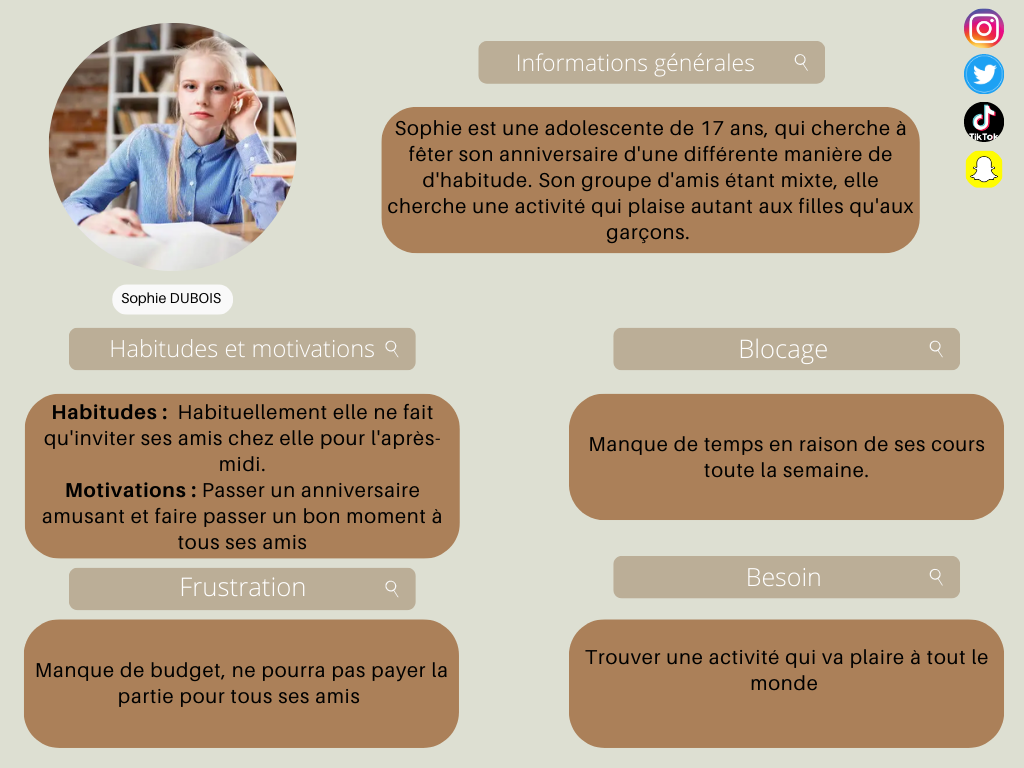 Informations générales
Sophie est une adolescente de 17 ans, qui cherche à
fêter son anniversaire d'une différente manière de
d'habitude. Son groupe d'amis étant mixte, elle
cherche une activité qui plaise autant aux filles qu'aux
garçons.
TikTok
Sophie DUBOIS
Habitudes et motivations
Habitudes : Habituellement elle ne fait
qu'inviter ses amis chez elle pour l'après-
midi.
Motivations : Passer un anniversaire
amusant et faire passer un bon moment à
tous ses amis
Blocage
Manque de temps en raison de ses cours
toute la semaine.
Frustration
Manque de budget, ne pourra pas payer la
partie pour tous ses amis
Besoin
Trouver une activité qui va plaire à tout le
monde